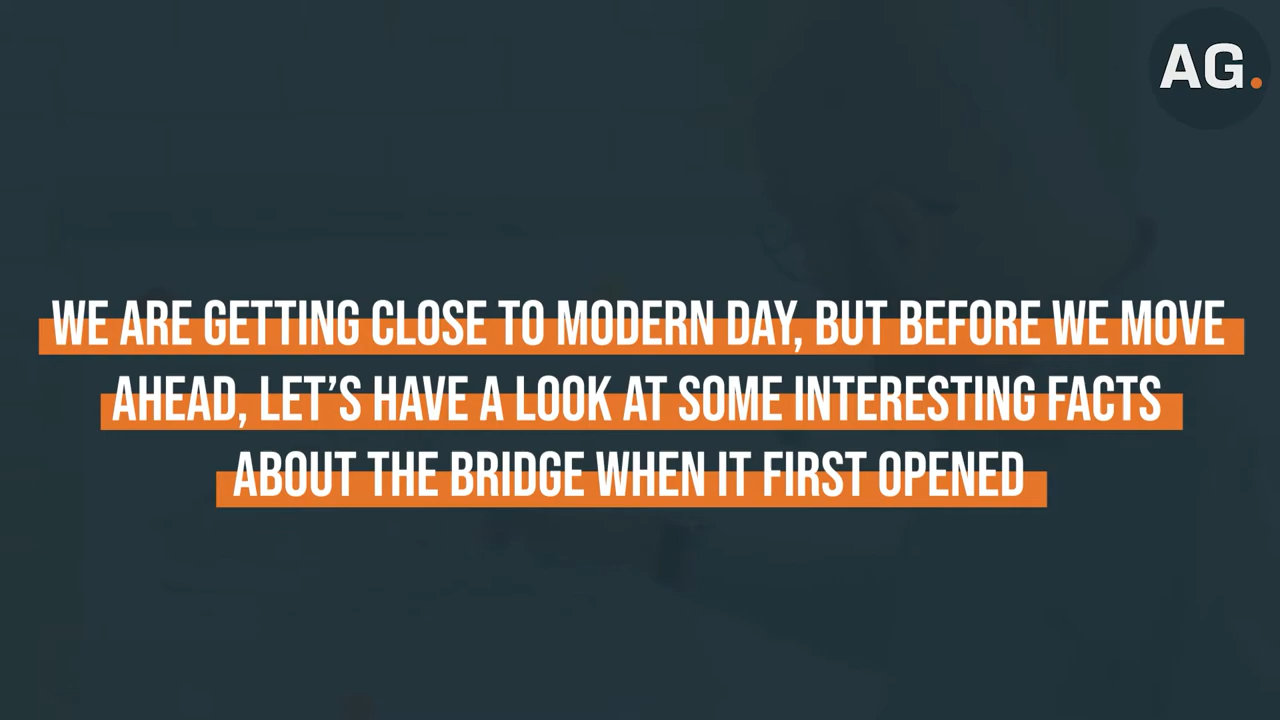 AG.
WE ARE GETTING CLOSE TO MODERN DAY, BUT BEFORE WE MOVE
AHEAD, LET’S HAVE A LOOK AT SOME INTERESTING FACTS
ABOUT THE BRIDGE WHEN IT FIRST OPENED